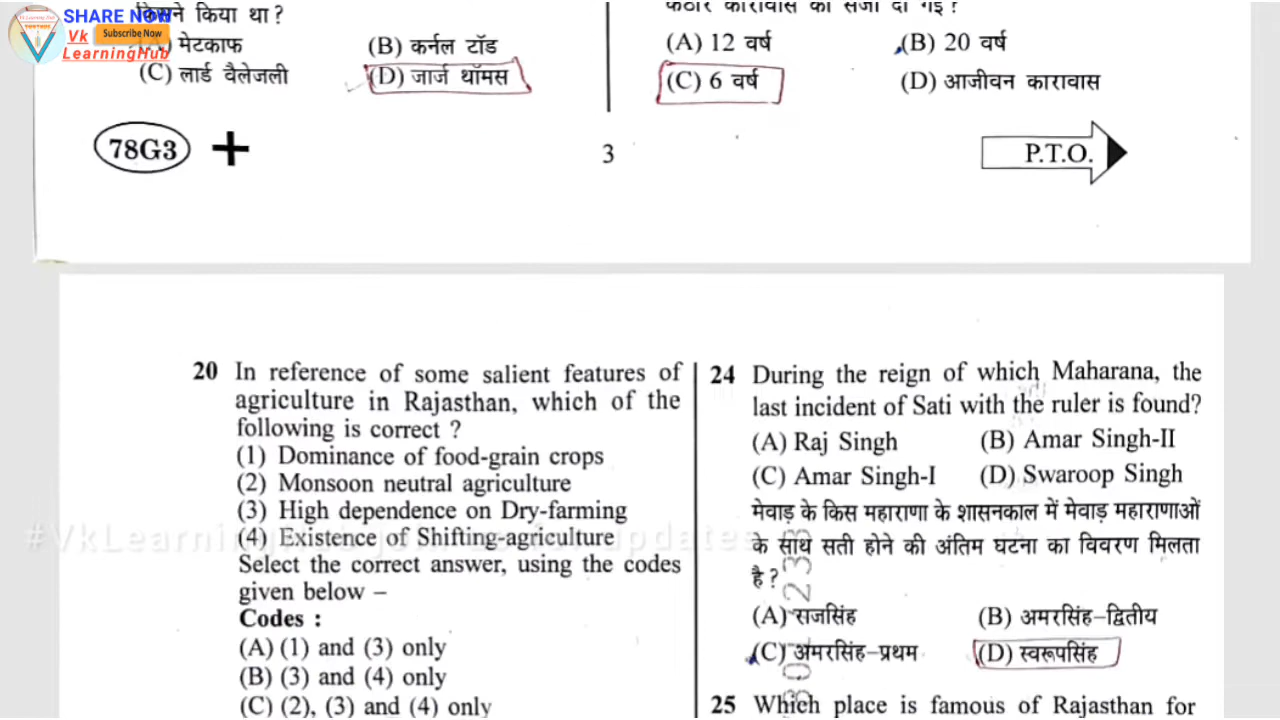 SHARE NOW
Vk
Subscribe Now
LearningHub
किसने किया था?
(A) मेटकाफ
(B) कर्नल टॉड
(C) लार्ड वैलेजली
(D) जार्ज थॉमस
कठोर कारावास की सजा दी गई?
(A) 12 वर्ष
(B) 20 वर्ष
(C) 6 वर्ष
(D) आजीवन कारावास
78G3
3
P.T.O.
20 In reference of some salient features of
agriculture in Rajasthan, which of the
following is correct ?
(1) Dominance of food-grain crops
(2) Monsoon neutral agriculture
(3) High dependence on Dry-farming
(4) Existence of Shifting-agriculture
Select the correct answer, using the codes
given below –
Codes :
(A) (1) and (3) only
(B) (3) and (4) only
(C) (2), (3) and (4) only
24 During the reign of which Maharana, the
last incident of Sati with the ruler is found?
(A) Raj Singh
(B) Amar Singh-II
(C) Amar Singh-I
(D) Swaroop Singh
मेवाड़ के किस महाराणा के शासनकाल में मेवाड़ महाराणाओं
के साथ सती होने की अंतिम घटना का विवरण मिलता
है?
(A) राजसिंह
(B) अमरसिंह–द्वितीय
(C) अमरसिंह–प्रथम
(D) स्वरूपसिंह
25 Which place is famous of Rajasthan for